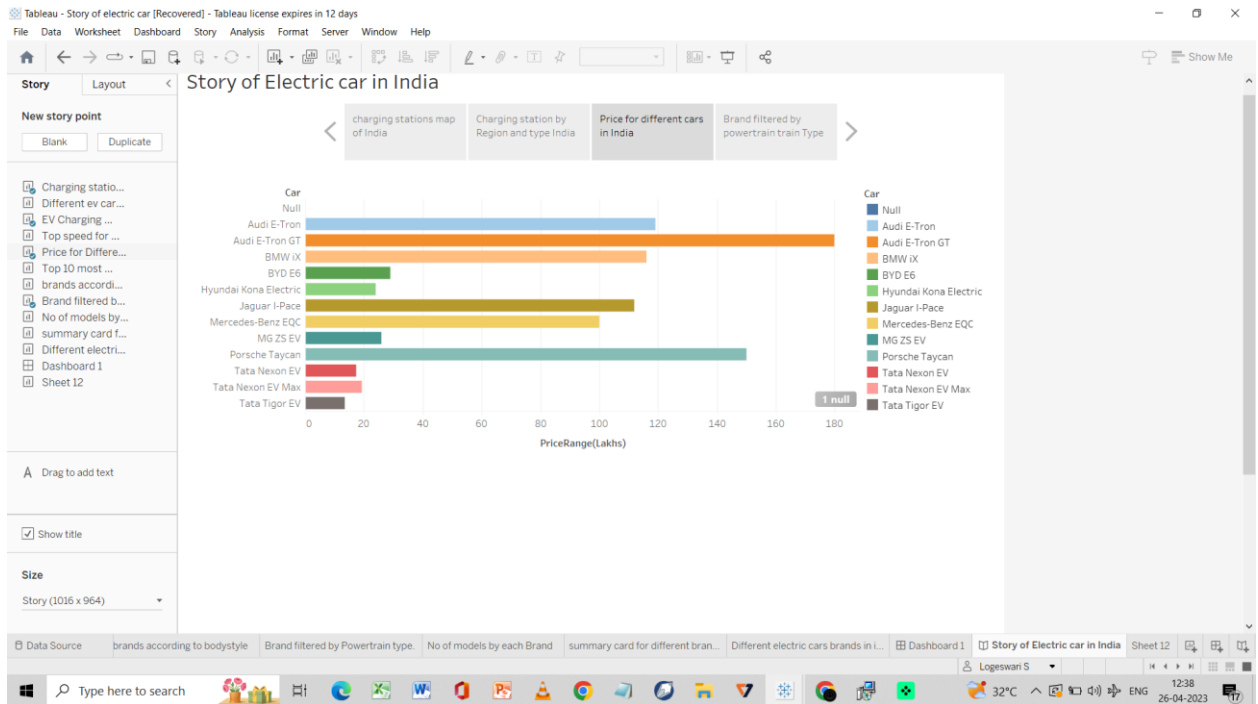 Tableau - Story of electric car [Recovered] - Tableau license expires in 12 days
File Data Worksheet Dashboard Story Analysis Format Server Window Help
Show Me
Story Layout
New story point
Blank Duplicate
Charging statio...
Different ev car...
EV Charging ...
Top speed for ...
Price for Differe...
Top 10 most ...
brands accordi...
Brand filtered b...
No of models by...
summary card f...
Different electri...
Dashboard 1
Sheet 12
A Drag to add text
Show title
Size
Story (1016 x 964)
Story of Electric car in India
charging stations map
of India
Charging station by
Region and type India
Price for different cars
in India
Brand filtered by
powertrain train Type
Car
Null
Audi E-Tron
Audi E-Tron GT
BMW iX
BYD E6
Hyundai Kona Electric
Jaguar I-Pace
Mercedes-Benz EQC
MG ZS EV
Porsche Taycan
Tata Nexon EV
Tata Nexon EV Max
Tata Tigor EV
1 null
0 20 40 60 80 100 120 140 160 180
PriceRange(Lakhs)
Car
Null
Audi E-Tron
Audi E-Tron GT
BMW iX
BYD E6
Hyundai Kona Electric
Jaguar I-Pace
Mercedes-Benz EQC
MG ZS EV
Porsche Taycan
Tata Nexon EV
Tata Nexon EV Max
Tata Tigor EV
Data Source brands according to bodystyle Brand filtered by Powertrain type. No of models by each Brand summary card for different bran... Different electric cars brands in i... Dashboard 1 Story of Electric car in India Sheet 12
Logeswari S
Type here to search
32°C ENG 12:38
26-04-2023
17